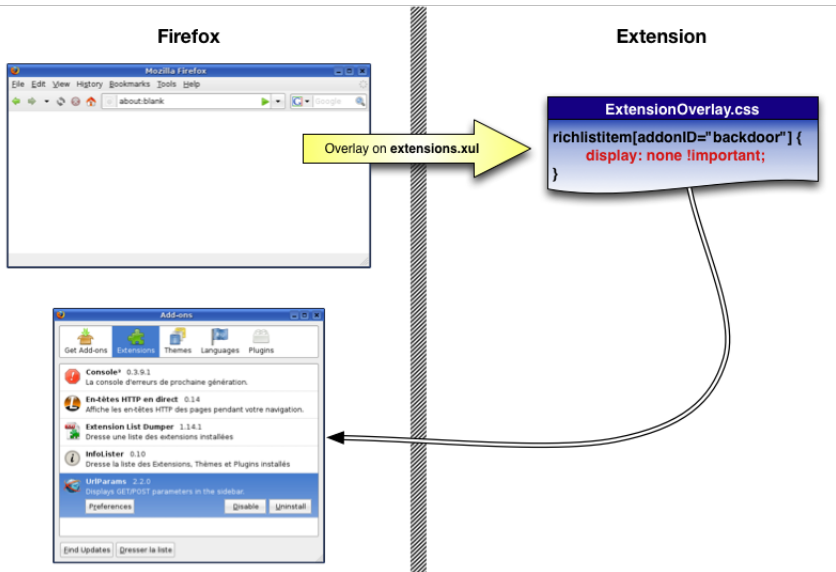 Firefox
Extension
Mozilla Firefox
File Edit View History Bookmarks Tools Help
about:blank
Google
Overlay on extensions.xul
ExtensionOverlay.css
richlistitem[addonID="backdoor"] {
display: none !important;
}
Add-ons
Get Add-ons Extensions Themes Languages Plugins
Console² 0.3.9.1
La console d'erreurs de prochaine génération.
En-têtes HTTP en direct 0.14
Affiche les en-têtes HTTP des pages pendant votre navigation.
Extension List Dumper 1.14.1
Dresse une liste des extensions installées
InfoLister 0.10
Dresse la liste des Extensions, Thèmes et Plugins installés
UrlParams 2.2.0
Displays GET/POST parameters in the sidebar.
Preferences Disable Uninstall
Find Updates Dresser la liste